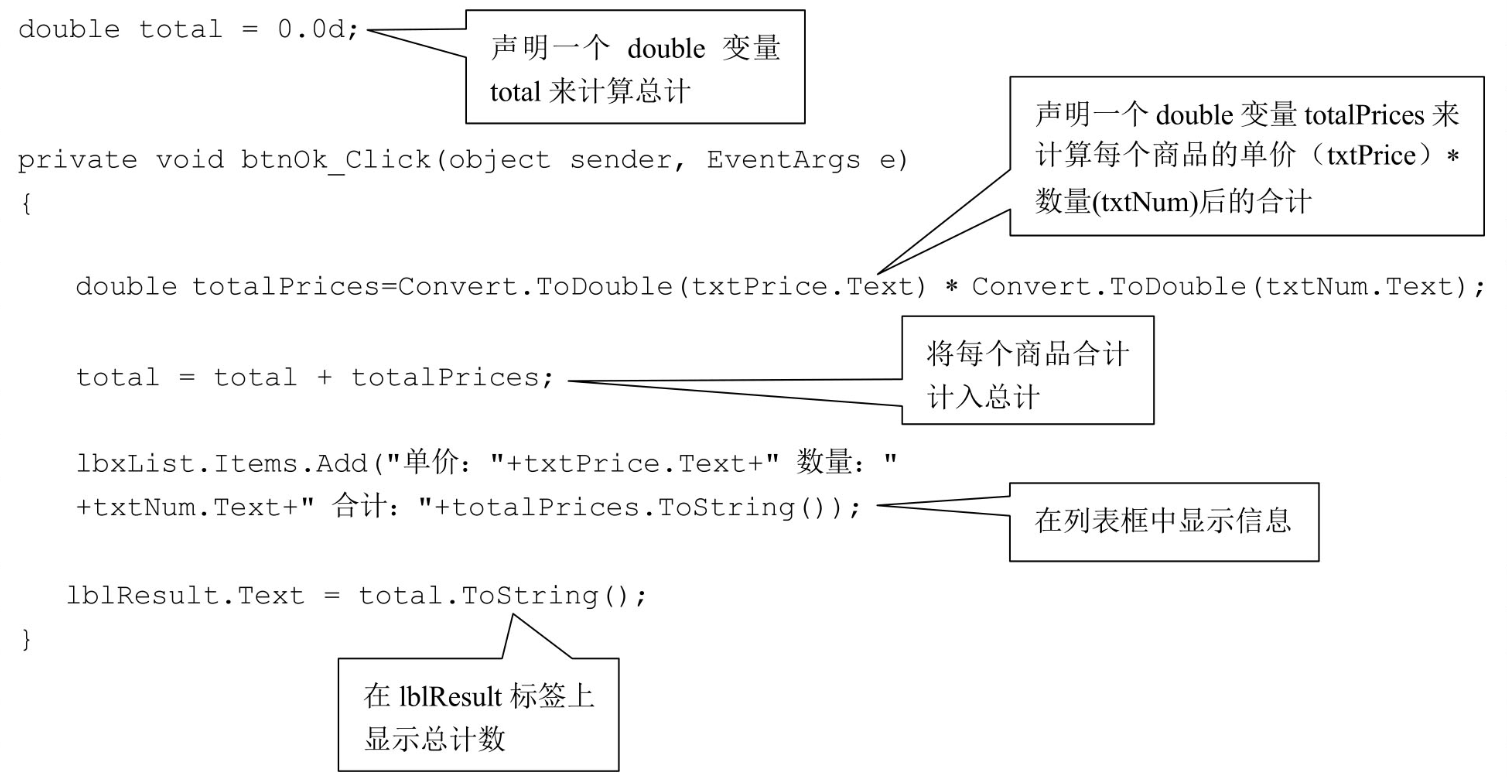 double total = 0.0d;
声明一个 double 变量
total 来计算总计
声明一个 double 变量 totalPrices 来
计算每个商品的单价（txtPrice）*
数量(txtNum)后的合计
private void btnOk_Click(object sender, EventArgs e)
{
double totalPrices=Convert.ToDouble(txtPrice.Text) * Convert.ToDouble(txtNum.Text);
将每个商品合计
计入总计
total = total + totalPrices;
lbxList.Items.Add("单价："+txtPrice.Text+" 数量："
+txtNum.Text+" 合计："+totalPrices.ToString());
在列表框中显示信息
lblResult.Text = total.ToString();
}
在 lblResult 标签上
显示总计数